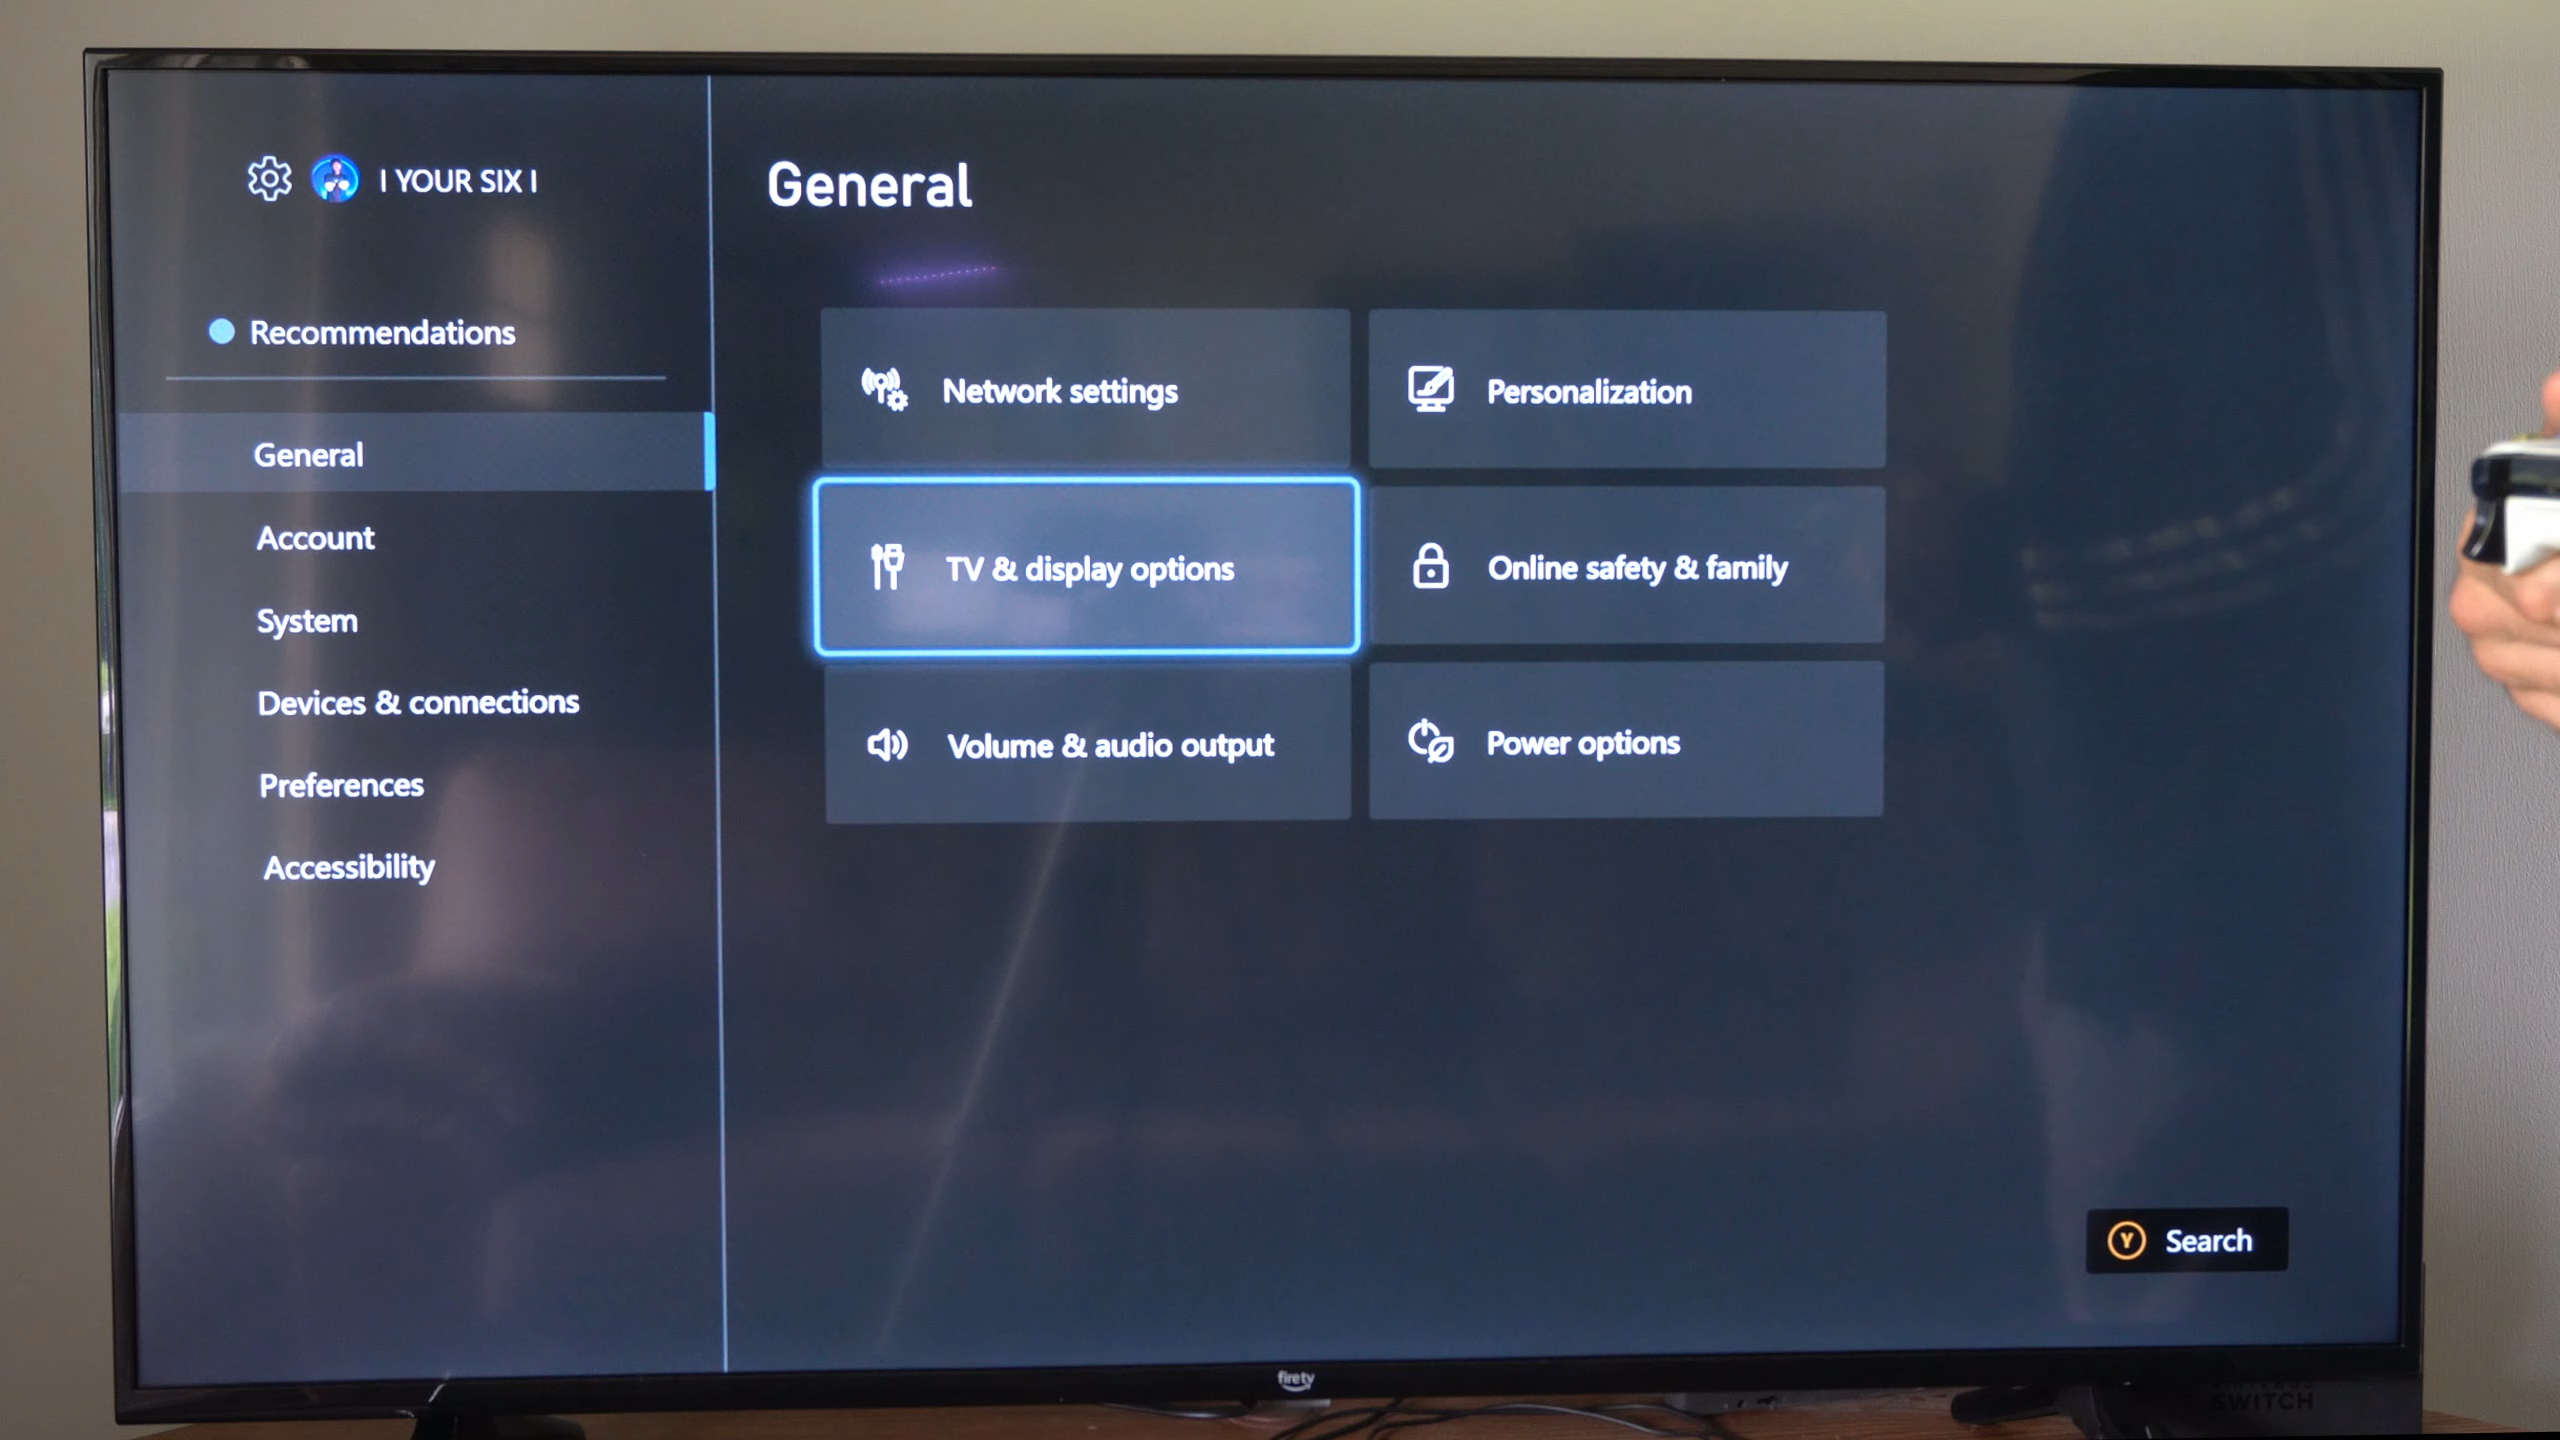 I YOUR SIX I
Recommendations
General
Account
System
Devices & connections
Preferences
Accessibility
General
Network settings
Personalization
TV & display options
Online safety & family
Volume & audio output
Power options
Y Search
firetv
SWITCH